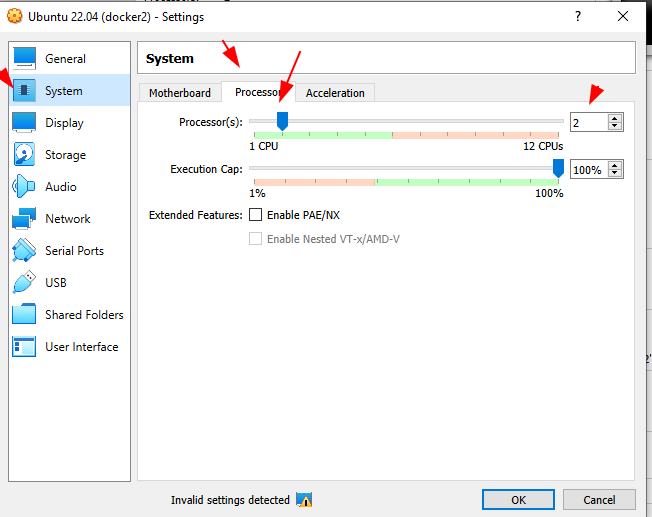 Ubuntu 22.04 (docker2) - Settings
?
General
System
Display
Storage
Audio
Network
Serial Ports
USB
Shared Folders
User Interface
System
Motherboard Processor Acceleration
Processor(s): 2
1 CPU 12 CPUs
Execution Cap: 100%
1% 100%
Extended Features: Enable PAE/NX
Enable Nested VT-x/AMD-V
Invalid settings detected
OK Cancel